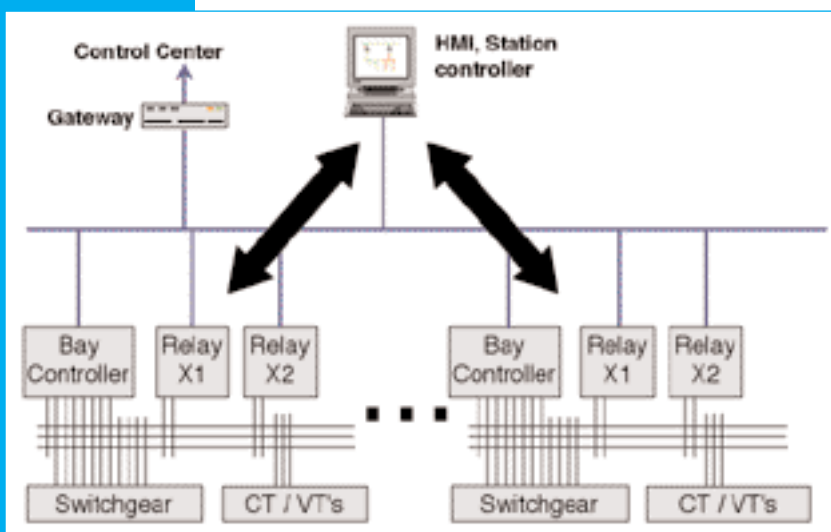 Control Center
HMI, Station
controller
Gateway
Bay
Controller
Relay
X1
Relay
X2
Bay
Controller
Relay
X1
Relay
X2
Switchgear
CT / VT's
Switchgear
CT / VT's